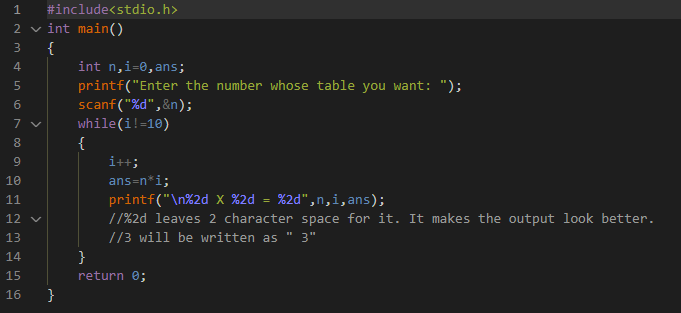 1 #include<stdio.h>
2 int main()
3 {
4     int n,i=0,ans;
5     printf("Enter the number whose table you want: ");
6     scanf("%d",&n);
7     while(i!=10)
8     {
9         i++;
10         ans=n*i;
11         printf("\n%2d X %2d = %2d",n,i,ans);
12         //%2d leaves 2 character space for it. It makes the output look better.
13         //3 will be written as " 3"
14     }
15     return 0;
16 }